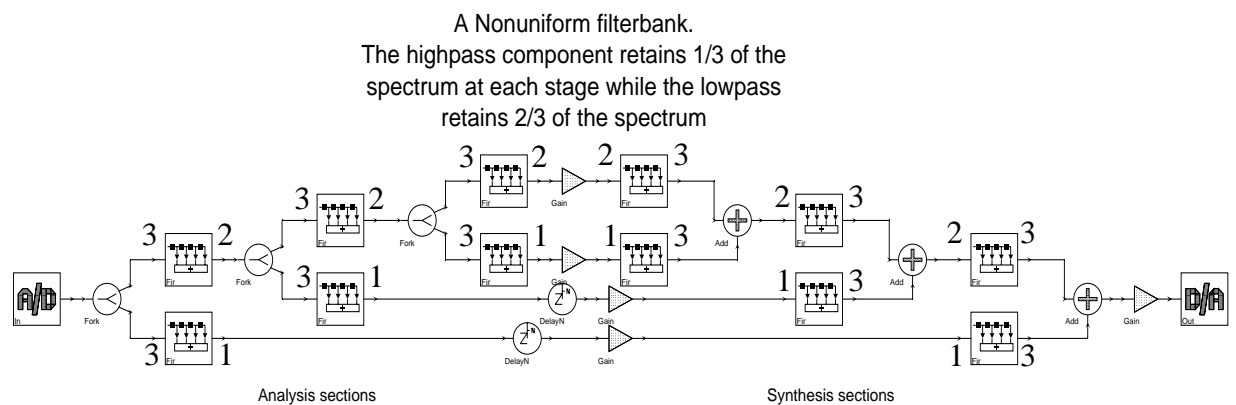 A Nonuniform filterbank.
The highpass component retains 1/3 of the
spectrum at each stage while the lowpass
retains 2/3 of the spectrum
3 2 2 3
Fir Gain Fir
3 2 2 3
Fir Fork Add Fir
3 1 1 3
Fir Gain Fir
3 2 2 3
Fir Fork Add Fir
3 1 1 3
Fir DelayN Gain Fir
A/D D/A
In Fork Add Gain Out
3 1 1 3
Fir DelayN Gain Fir
Z-N
Z-N
Analysis sections Synthesis sections